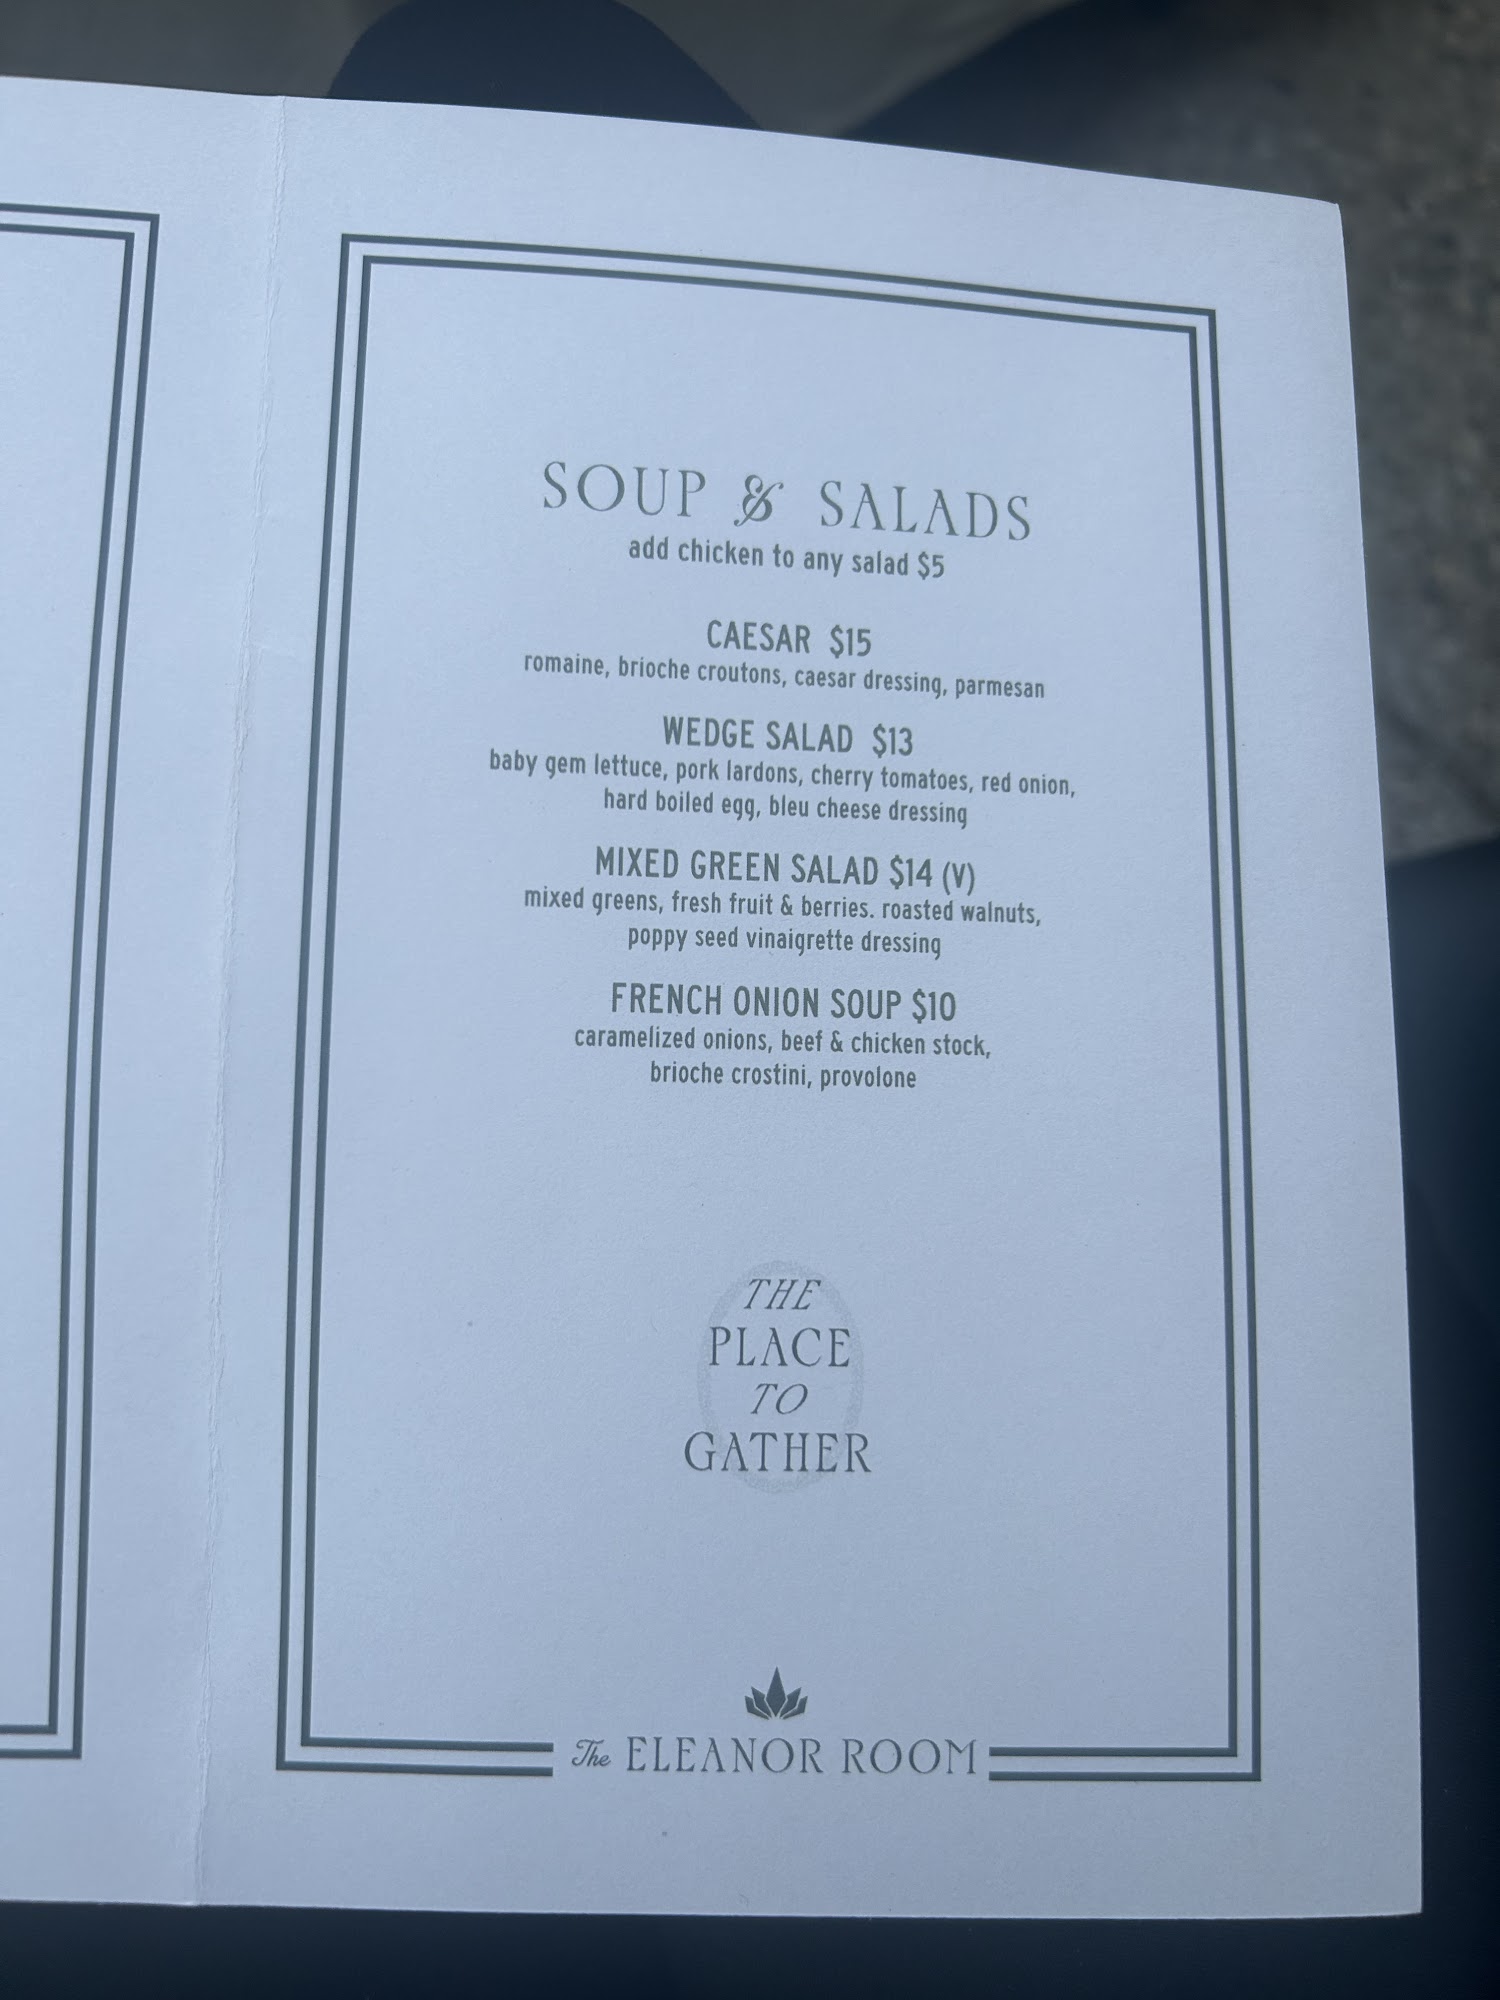 SOUP & SALADS
add chicken to any salad $5
CAESAR $15
romaine, brioche croutons, caesar dressing, parmesan
WEDGE SALAD $13
baby gem lettuce, pork lardons, cherry tomatoes, red onion,
hard boiled egg, bleu cheese dressing
MIXED GREEN SALAD $14 (V)
mixed greens, fresh fruit & berries. roasted walnuts,
poppy seed vinaigrette dressing
FRENCH ONION SOUP $10
caramelized onions, beef & chicken stock,
brioche crostini, provolone
THE
PLACE
TO
GATHER
The ELEANOR ROOM